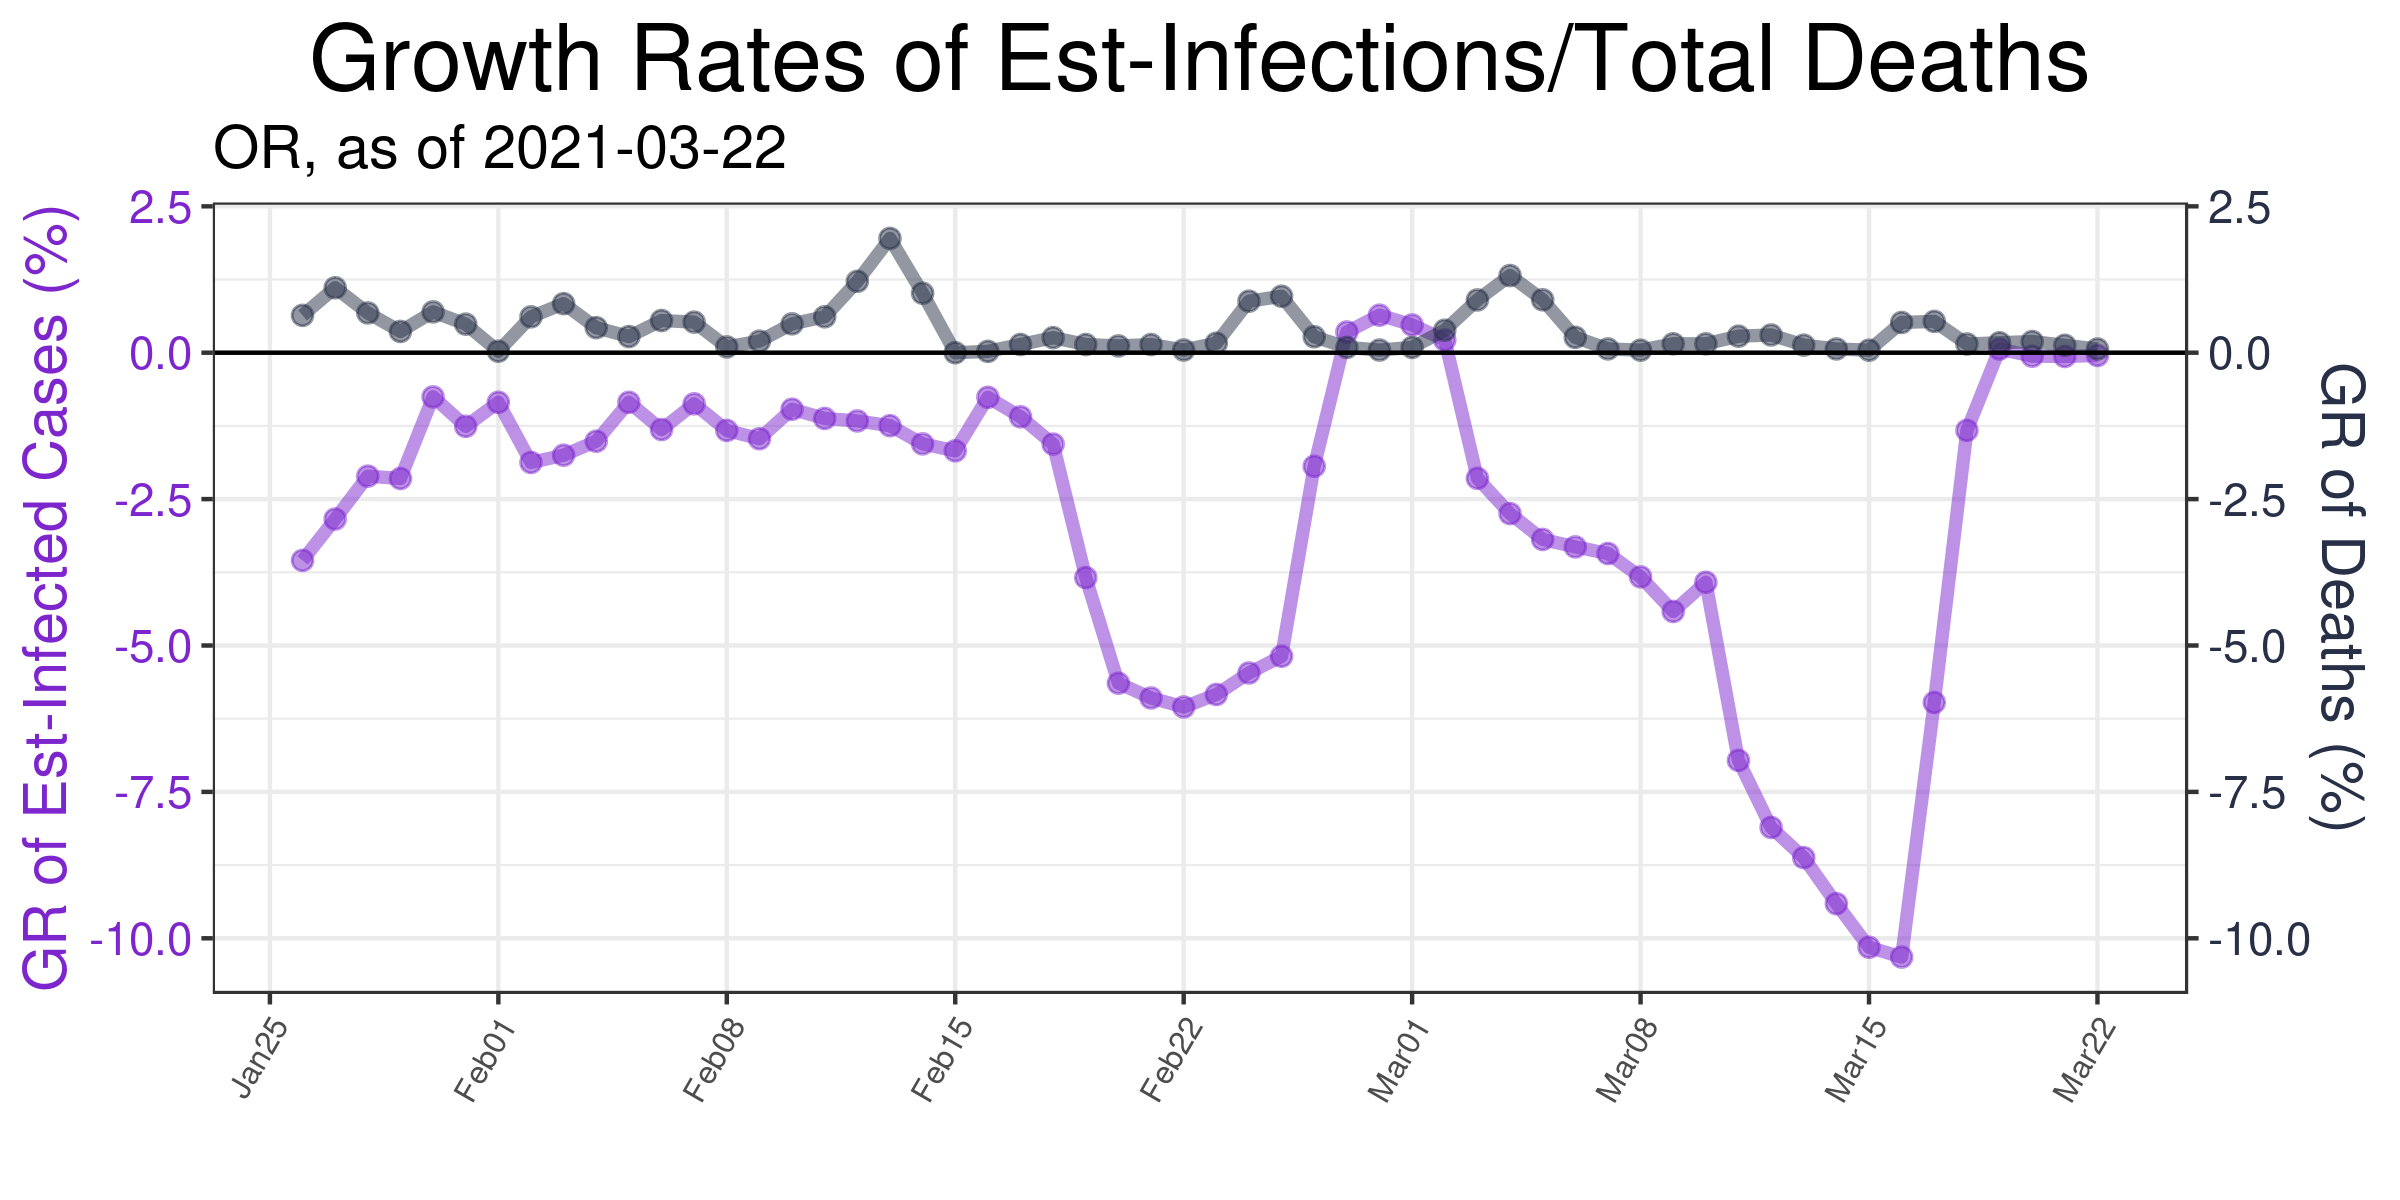 Growth Rates of Est-Infections/Total Deaths
OR, as of 2021-03-22
GR of Est-Infected Cases (%)
2.5
0.0
-2.5
-5.0
-7.5
-10.0
2.5
0.0
-2.5
-5.0
-7.5
-10.0
GR of Deaths (%)
Jan25
Feb01
Feb08
Feb15
Feb22
Mar01
Mar08
Mar15
Mar22